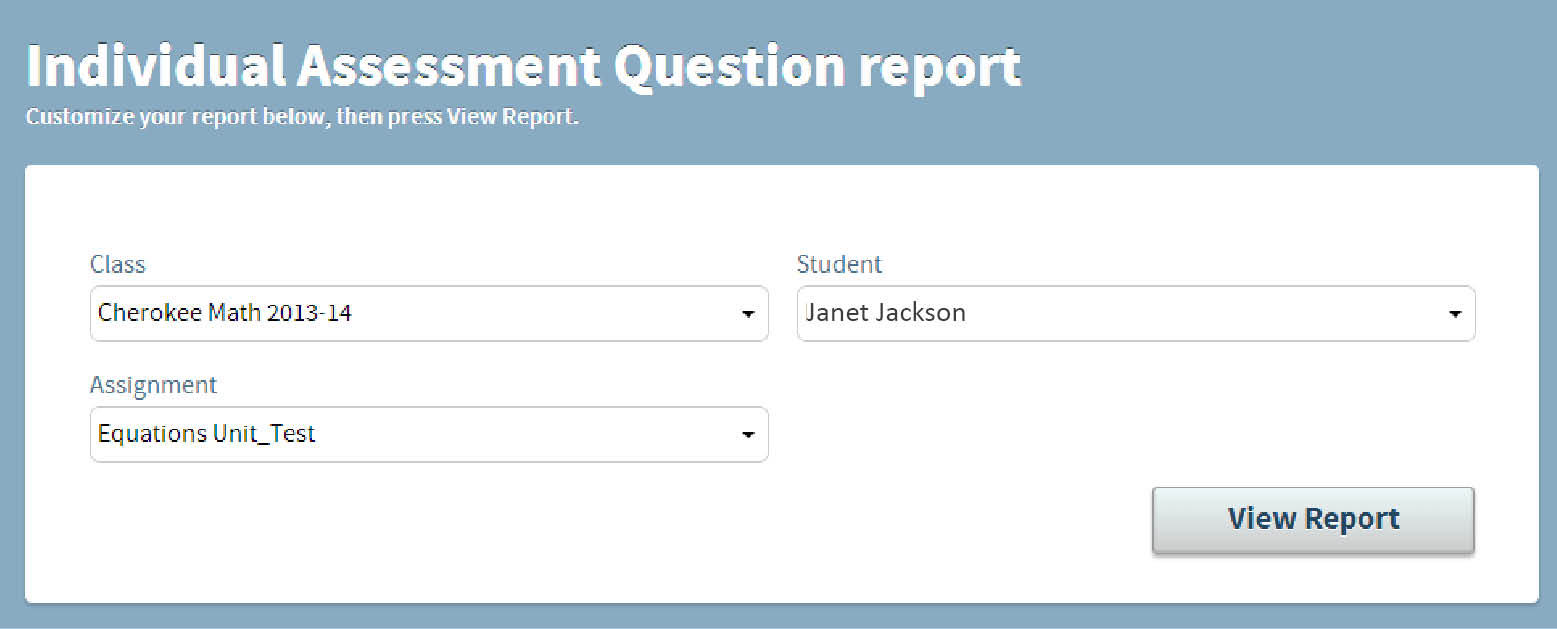 Individual Assessment Question report
Customize your report below, then press View Report.
Class
Cherokee Math 2013-14
Student
Janet Jackson
Assignment
Equations Unit_Test
View Report